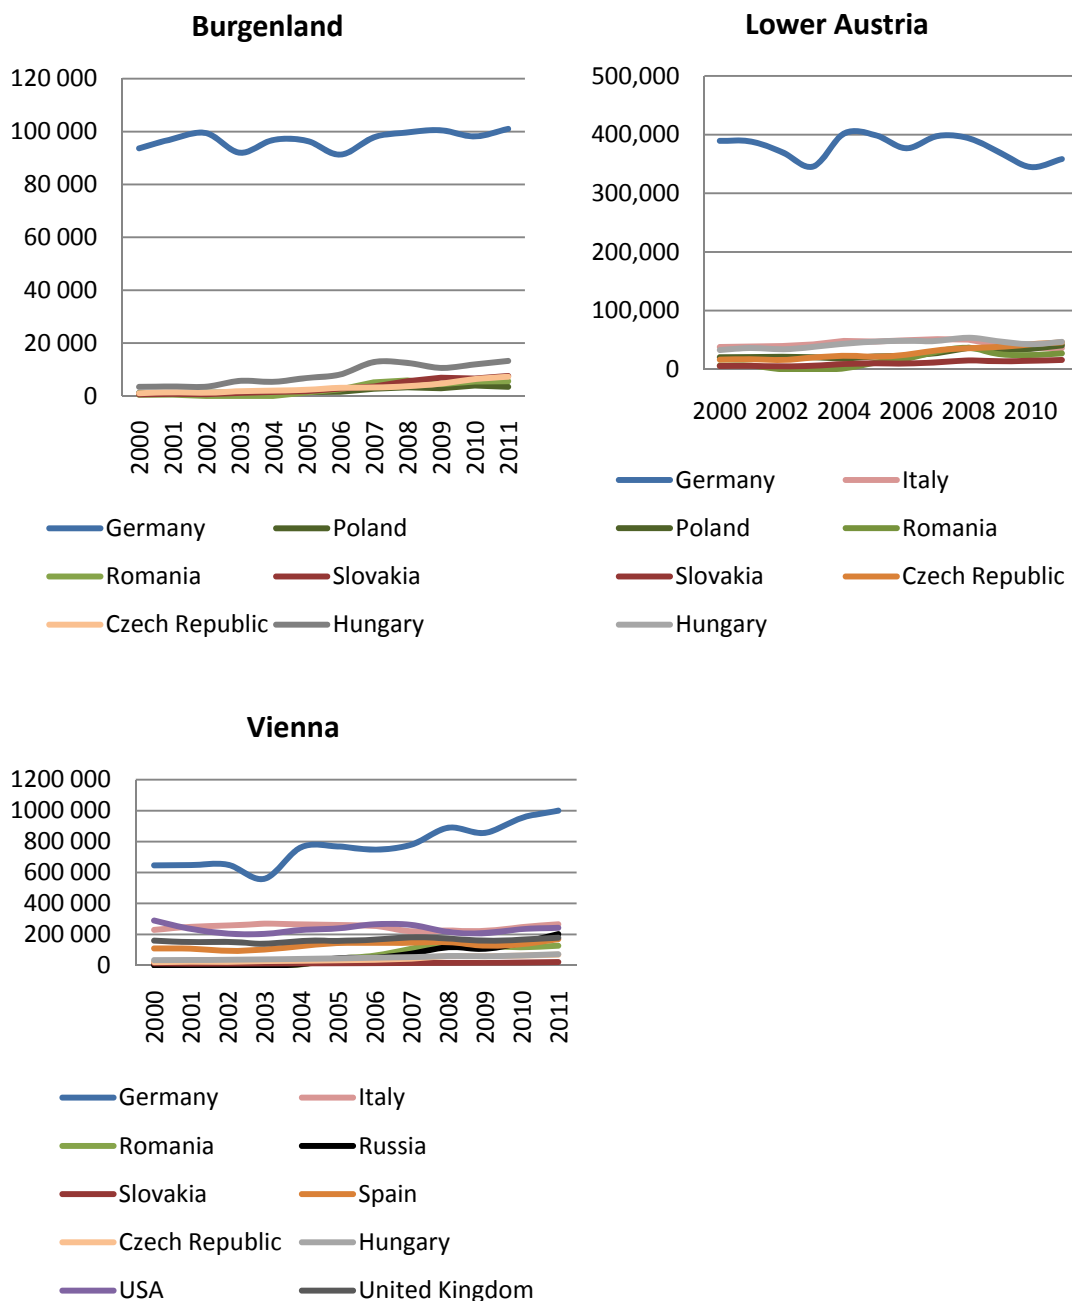 Burgenland
120 000
100 000
80 000
60 000
40 000
20 000
0
2000 2001 2002 2003 2004 2005 2006 2007 2008 2009 2010 2011
Germany Poland
Romania Slovakia
Czech Republic Hungary
Lower Austria
500,000
400,000
300,000
200,000
100,000
0
2000 2002 2004 2006 2008 2010
Germany Italy
Poland Romania
Slovakia Czech Republic
Hungary
Vienna
1200 000
1000 000
800 000
600 000
400 000
200 000
0
2000 2001 2002 2003 2004 2005 2006 2007 2008 2009 2010 2011
Germany Italy
Romania Russia
Slovakia Spain
Czech Republic Hungary
USA United Kingdom